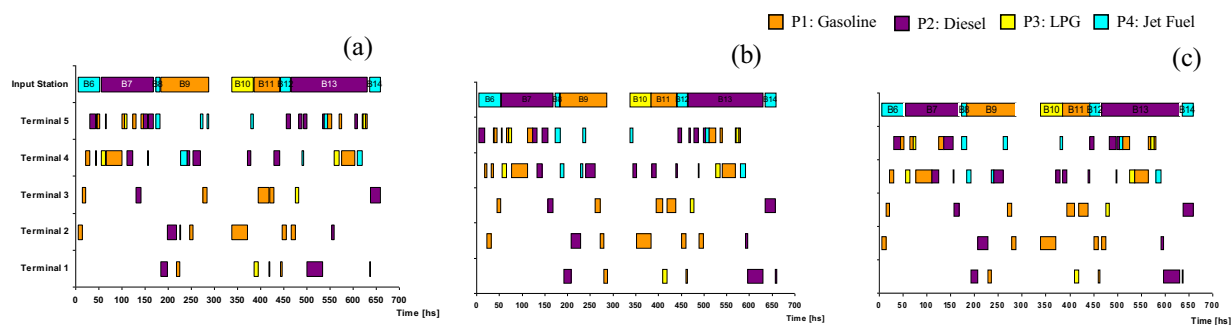 P1: Gasoline P2: Diesel P3: LPG P4: Jet Fuel
(a)
Input Station B6 B7 B8 B9 B10 B11 B12 B13 B14
Terminal 5
Terminal 4
Terminal 3
Terminal 2
Terminal 1
0 50 100 150 200 250 300 350 400 450 500 550 600 650 700
Time [hs]
(b)
B6 B7 B8 B9 B10 B11 B12 B13 B14
0 50 100 150 200 250 300 350 400 450 500 550 600 650 700
Time [hs]
(c)
B6 B7 B8 B9 B10 B11 B12 B13 B14
0 50 100 150 200 250 300 350 400 450 500 550 600 650 700
Time [hs]